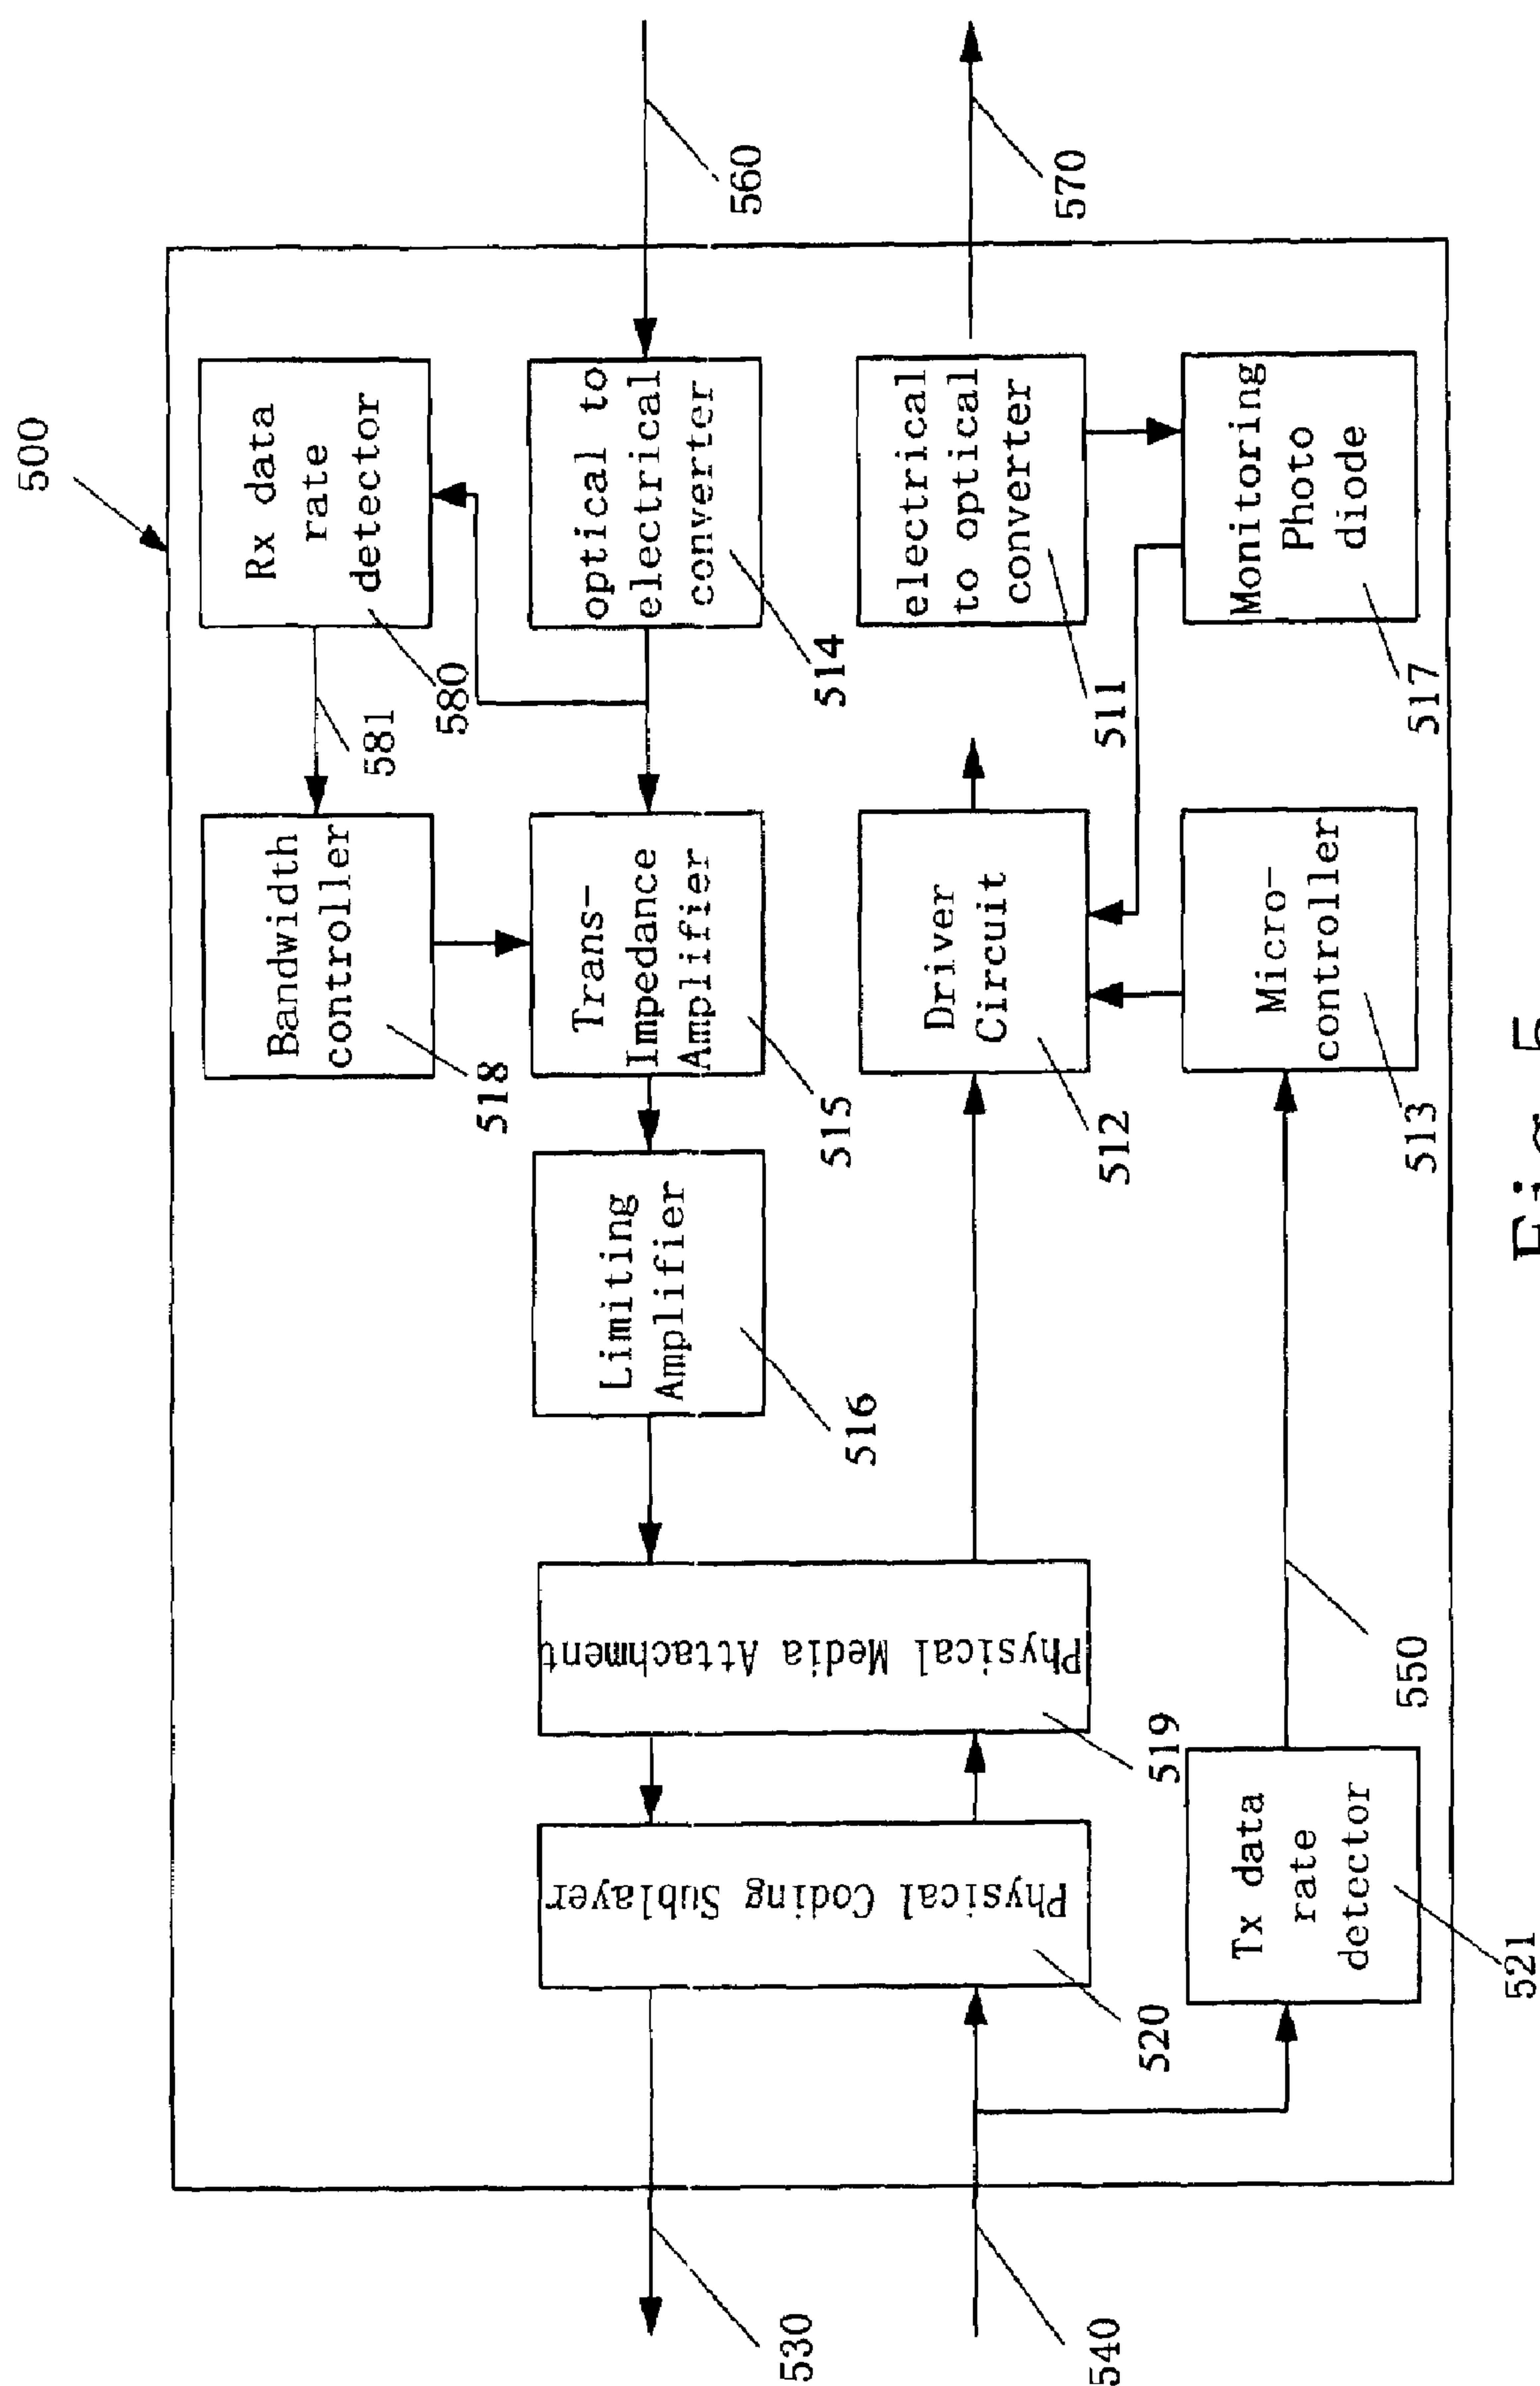 500
Bandwidth
controller
518
581
Rx data
rate
detector
580
530
Physical Coding Sublayer
520
Physical Media Attachment
519
Limiting
Amplifier
516
Trans-
Impedance
Amplifier
515
optical to
electrical
converter
514
560
540
Driver
Circuit
512
electrical
to optical
converter
511
570
Tx data
rate
detector
521
550
Micro-
controller
513
Monitoring
Photo
diode
517
Fig. 5